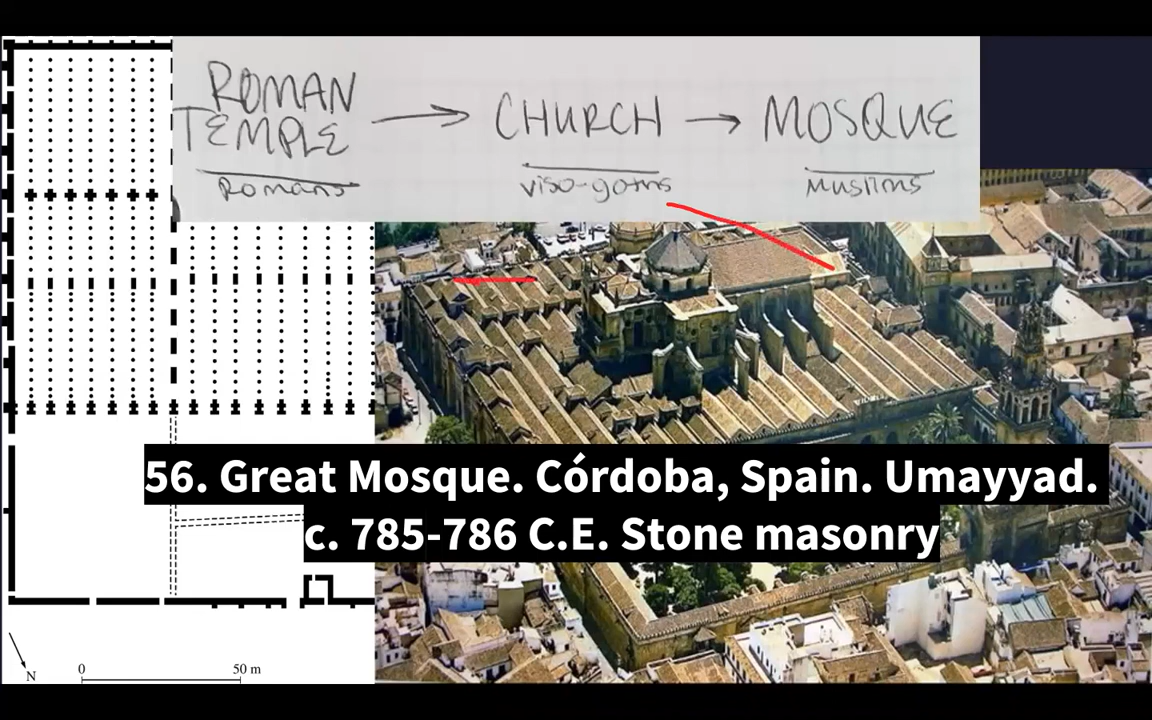 ROMAN
TEMPLE → CHURCH → MOSQUE
Romans viso-goths Muslims
56. Great Mosque. Córdoba, Spain. Umayyad.
c. 785-786 C.E. Stone masonry
N 0 50 m